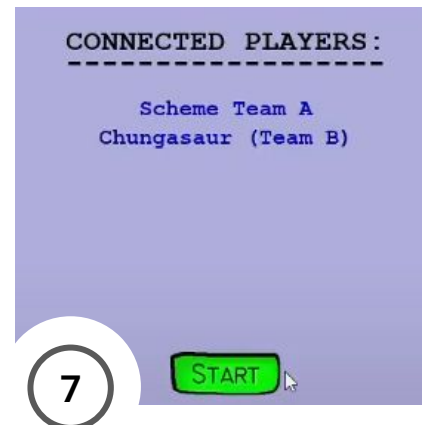 CONNECTED PLAYERS:
------------------
Scheme Team A
Chungasaur (Team B)
START
7